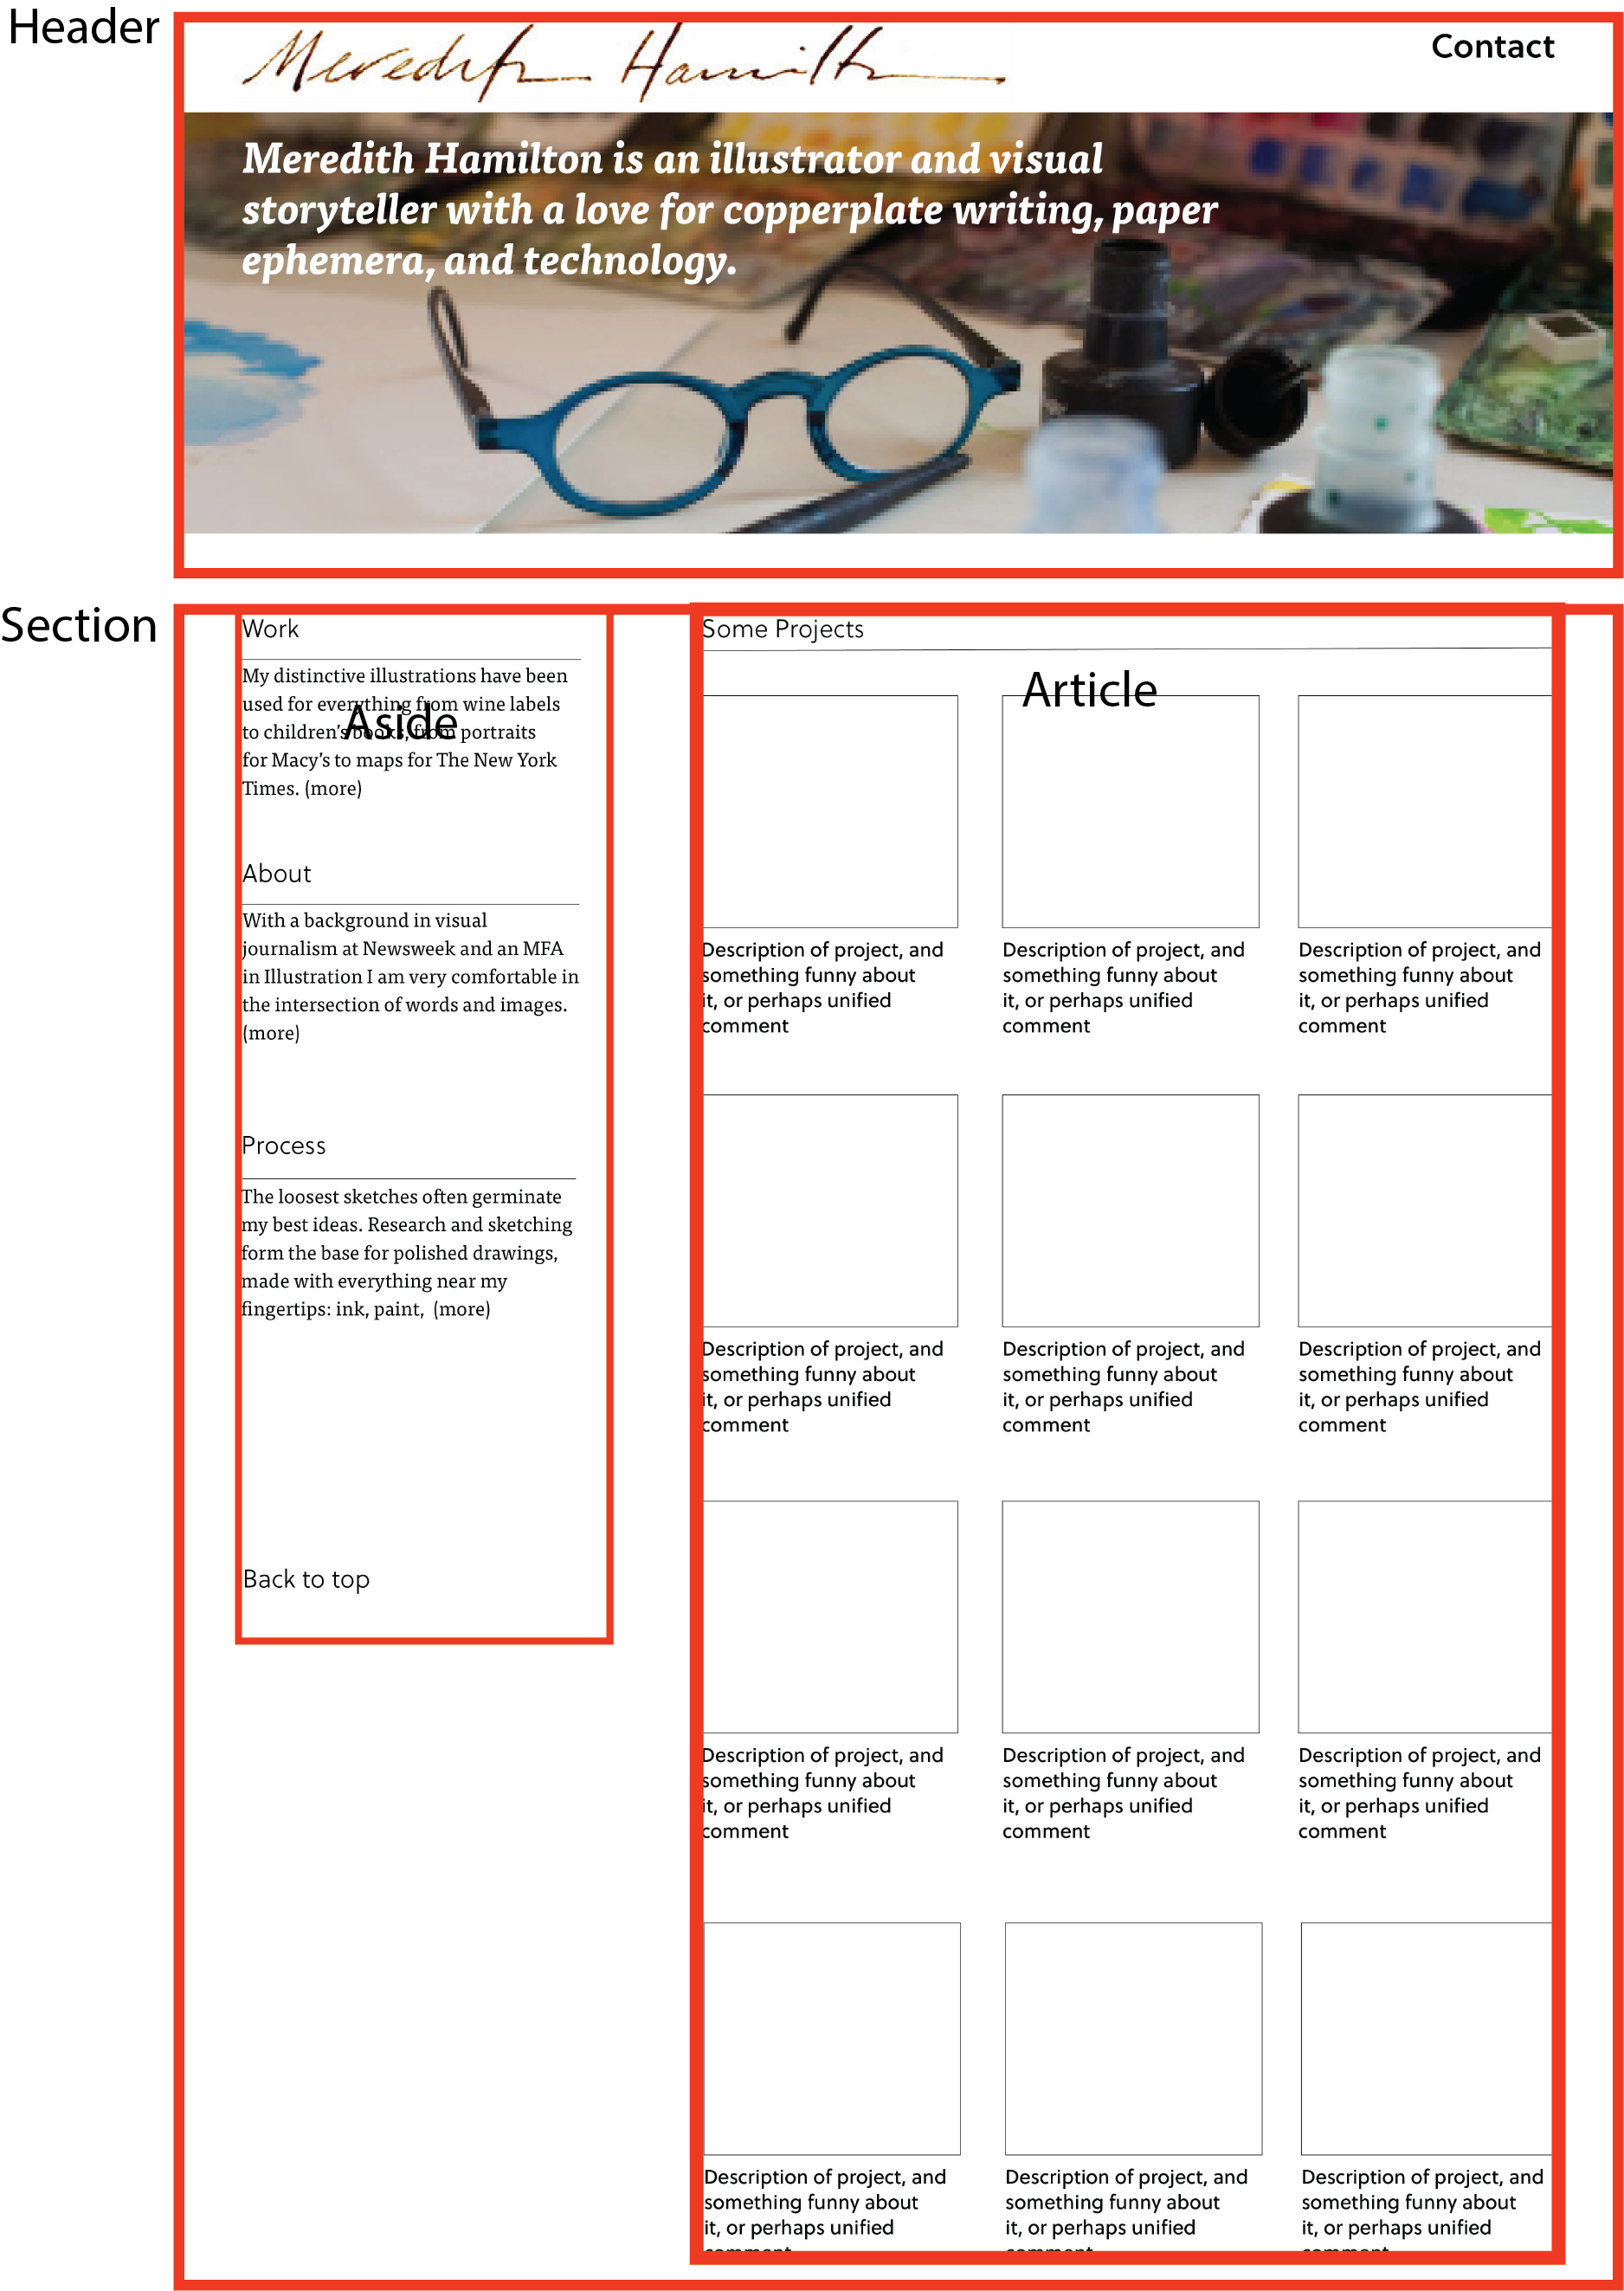 Header
Meredith Hamilton
Contact
Meredith Hamilton is an illustrator and visual
storyteller with a love for copperplate writing, paper
ephemera, and technology.
Section
Work
My distinctive illustrations have been
used for everything from wine labels
to children's books, from portraits
for Macy's to maps for The New York
Times. (more)
Aside
About
With a background in visual
journalism at Newsweek and an MFA
in Illustration I am very comfortable in
the intersection of words and images.
(more)
Process
The loosest sketches often germinate
my best ideas. Research and sketching
form the base for polished drawings,
made with everything near my
fingertips: ink, paint, (more)
Back to top
Some Projects
Article
Description of project, and
something funny about
it, or perhaps unified
comment
Description of project, and
something funny about
it, or perhaps unified
comment
Description of project, and
something funny about
it, or perhaps unified
comment
Description of project, and
something funny about
it, or perhaps unified
comment
Description of project, and
something funny about
it, or perhaps unified
comment
Description of project, and
something funny about
it, or perhaps unified
comment
Description of project, and
something funny about
it, or perhaps unified
comment
Description of project, and
something funny about
it, or perhaps unified
comment
Description of project, and
something funny about
it, or perhaps unified
comment
Description of project, and
something funny about
it, or perhaps unified
comment
Description of project, and
something funny about
it, or perhaps unified
comment
Description of project, and
something funny about
it, or perhaps unified
comment